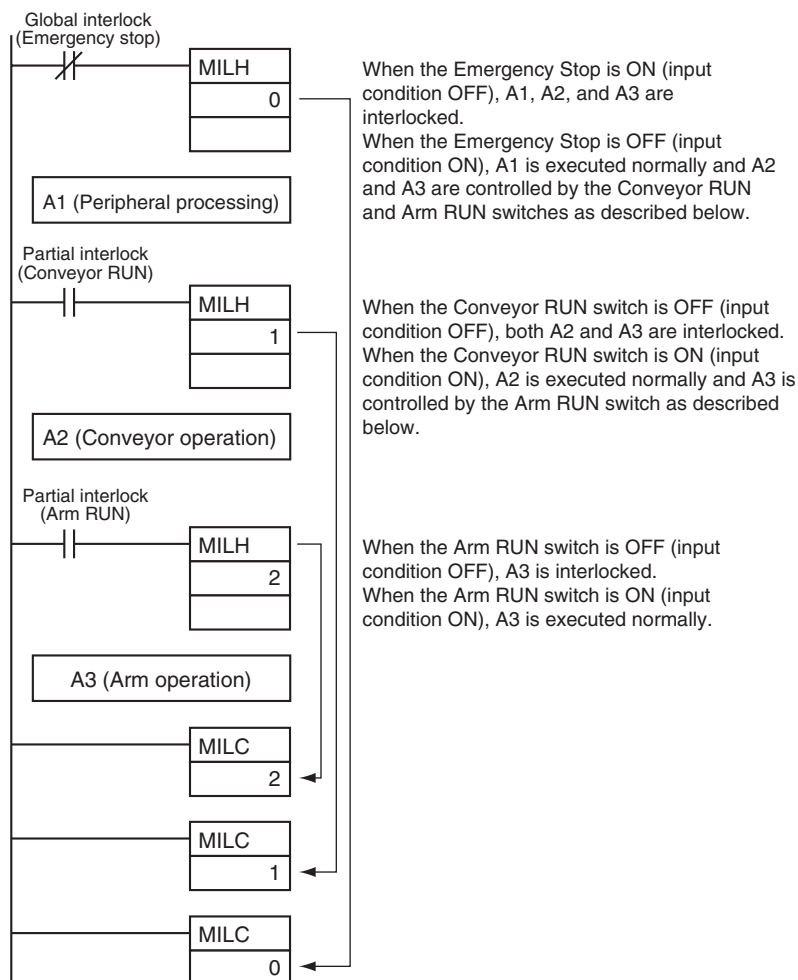 Global interlock
(Emergency stop)
MILH
0
When the Emergency Stop is ON (input
condition OFF), A1, A2, and A3 are
interlocked.
When the Emergency Stop is OFF (input
condition ON), A1 is executed normally and A2
and A3 are controlled by the Conveyor RUN
and Arm RUN switches as described below.
A1 (Peripheral processing)
Partial interlock
(Conveyor RUN)
MILH
1
When the Conveyor RUN switch is OFF (input
condition OFF), both A2 and A3 are interlocked.
When the Conveyor RUN switch is ON (input
condition ON), A2 is executed normally and A3 is
controlled by the Arm RUN switch as described
below.
A2 (Conveyor operation)
Partial interlock
(Arm RUN)
MILH
2
When the Arm RUN switch is OFF (input
condition OFF), A3 is interlocked.
When the Arm RUN switch is ON (input
condition ON), A3 is executed normally.
A3 (Arm operation)
MILC
2
MILC
1
MILC
0